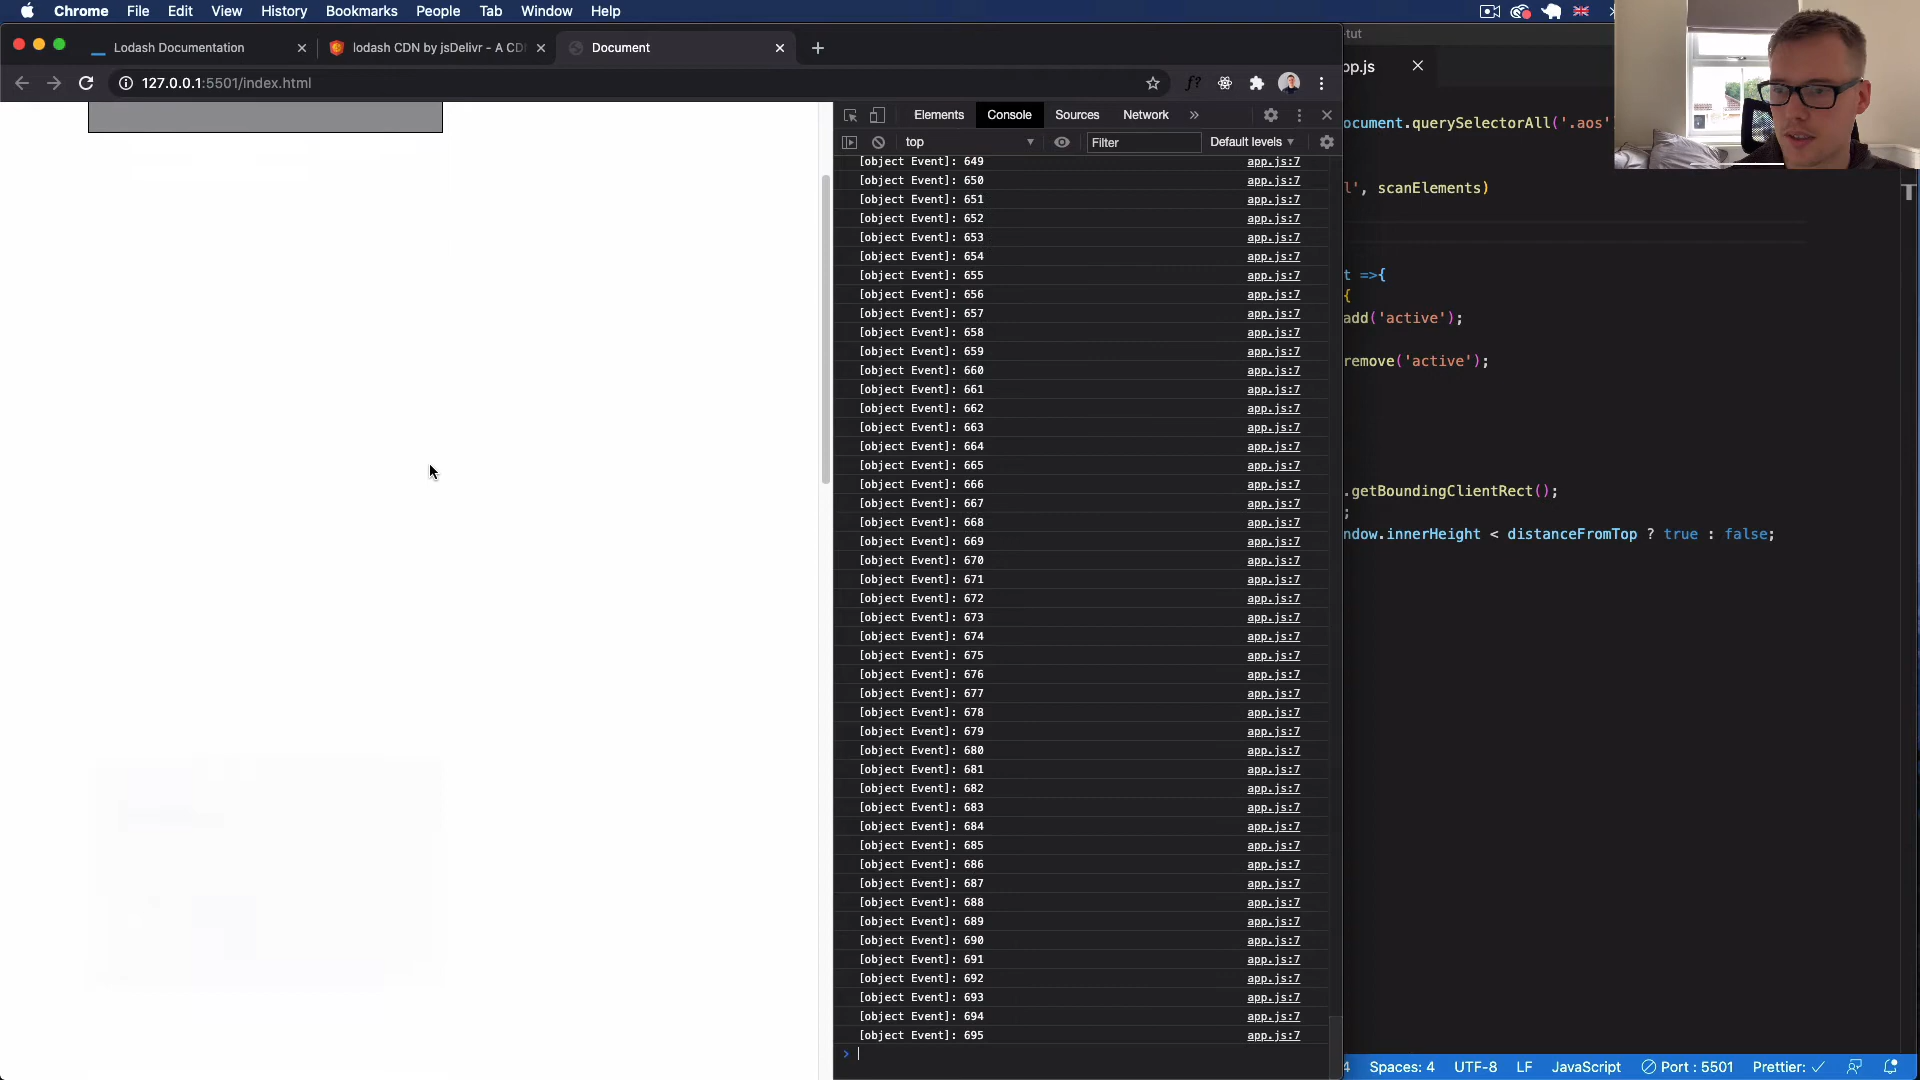 Chrome File Edit View History Bookmarks People Tab Window Help
Lodash Documentation
lodash CDN by jsDelivr - A CD
Document
127.0.0.1:5501/index.html
Elements Console Sources Network
top
Filter
Default levels
[object Event]: 649 app.js:7
[object Event]: 650 app.js:7
[object Event]: 651 app.js:7
[object Event]: 652 app.js:7
[object Event]: 653 app.js:7
[object Event]: 654 app.js:7
[object Event]: 655 app.js:7
[object Event]: 656 app.js:7
[object Event]: 657 app.js:7
[object Event]: 658 app.js:7
[object Event]: 659 app.js:7
[object Event]: 660 app.js:7
[object Event]: 661 app.js:7
[object Event]: 662 app.js:7
[object Event]: 663 app.js:7
[object Event]: 664 app.js:7
[object Event]: 665 app.js:7
[object Event]: 666 app.js:7
[object Event]: 667 app.js:7
[object Event]: 668 app.js:7
[object Event]: 669 app.js:7
[object Event]: 670 app.js:7
[object Event]: 671 app.js:7
[object Event]: 672 app.js:7
[object Event]: 673 app.js:7
[object Event]: 674 app.js:7
[object Event]: 675 app.js:7
[object Event]: 676 app.js:7
[object Event]: 677 app.js:7
[object Event]: 678 app.js:7
[object Event]: 679 app.js:7
[object Event]: 680 app.js:7
[object Event]: 681 app.js:7
[object Event]: 682 app.js:7
[object Event]: 683 app.js:7
[object Event]: 684 app.js:7
[object Event]: 685 app.js:7
[object Event]: 686 app.js:7
[object Event]: 687 app.js:7
[object Event]: 688 app.js:7
[object Event]: 689 app.js:7
[object Event]: 690 app.js:7
[object Event]: 691 app.js:7
[object Event]: 692 app.js:7
[object Event]: 693 app.js:7
[object Event]: 694 app.js:7
[object Event]: 695 app.js:7
-tut
pp.js
ocument.querySelectorAll('.aos'
l', scanElements)
t =>{
{
add('active');
remove('active');
.getBoundingClientRect();
;
ndow.innerHeight < distanceFromTop ? true : false;
4 Spaces: 4 UTF-8 LF JavaScript Port : 5501 Prettier: ✓